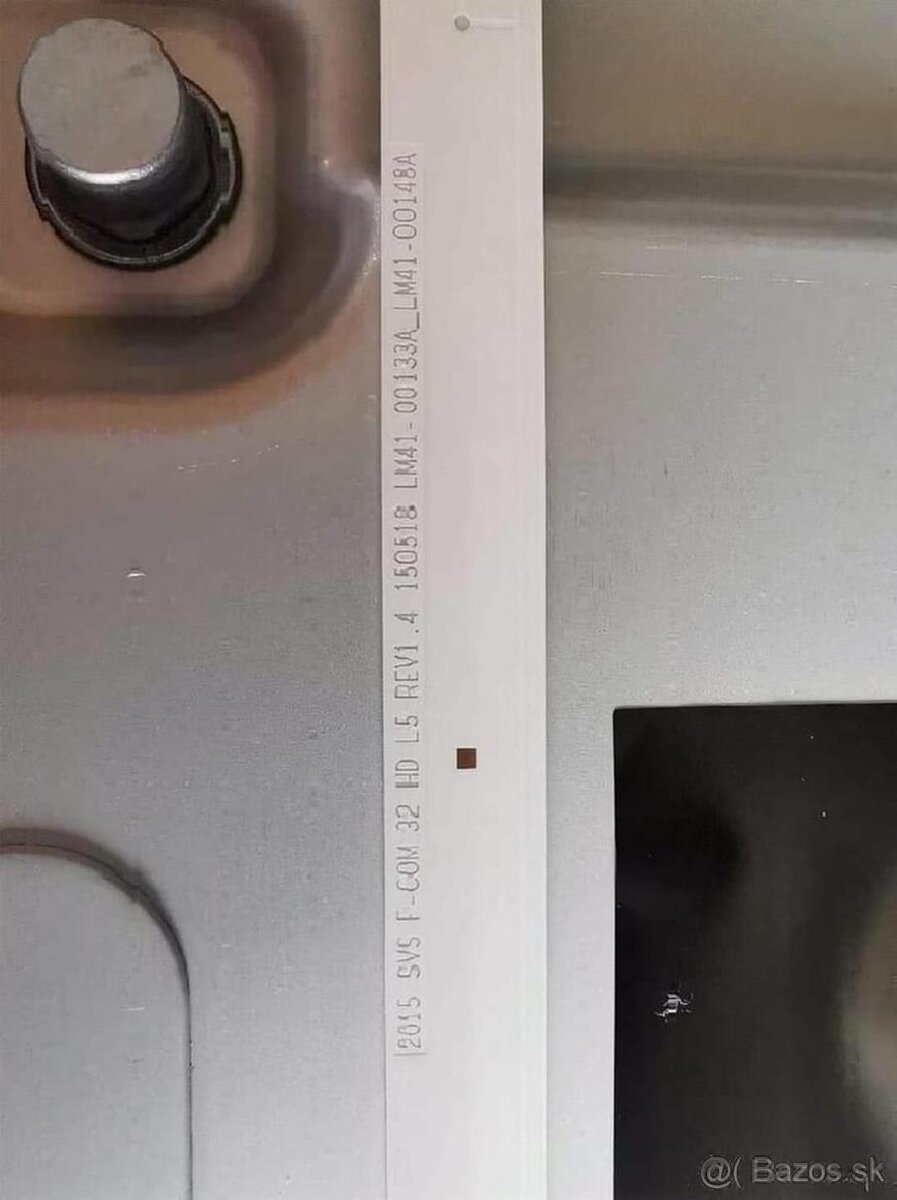 2015 SVS F-COM 32 HD L5 REV1.4 150518 LM41-00133A_LM41-00148A
@( Bazos.sk